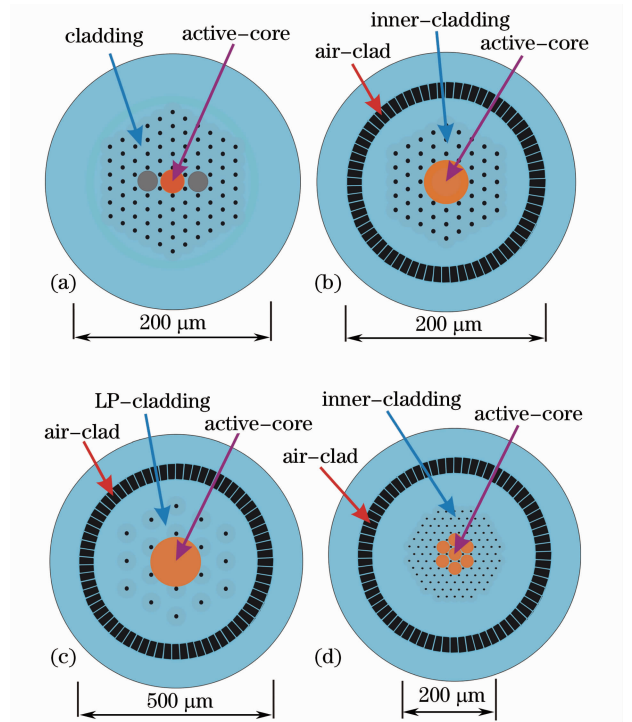 cladding
active-core
(a)
200 μm
inner-cladding
active-core
air-clad
(b)
200 μm
LP-cladding
active-core
air-clad
(c)
500 μm
inner-cladding
active-core
air-clad
(d)
200 μm